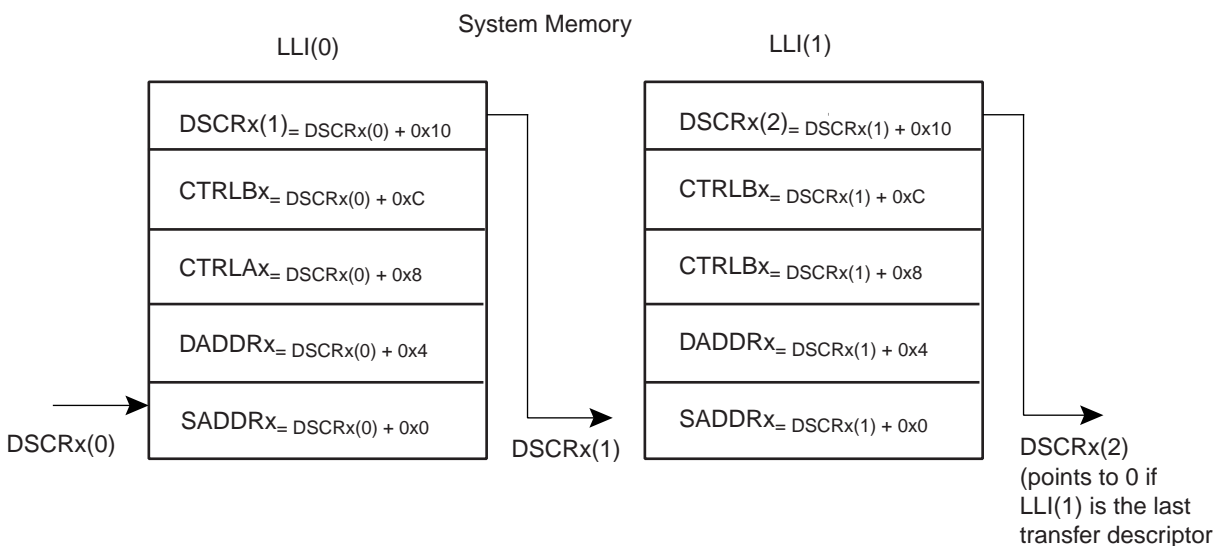 System Memory
LLI(0)
LLI(1)
DSCRx(1)= DSCRx(0) + 0x10
CTRLBx= DSCRx(0) + 0xC
CTRLAx= DSCRx(0) + 0x8
DADDRx= DSCRx(0) + 0x4
SADDRx= DSCRx(0) + 0x0
DSCRx(0)
DSCRx(1)
DSCRx(2)= DSCRx(1) + 0x10
CTRLBx= DSCRx(1) + 0xC
CTRLBx= DSCRx(1) + 0x8
DADDRx= DSCRx(1) + 0x4
SADDRx= DSCRx(1) + 0x0
DSCRx(2)
(points to 0 if
LLI(1) is the last
transfer descriptor